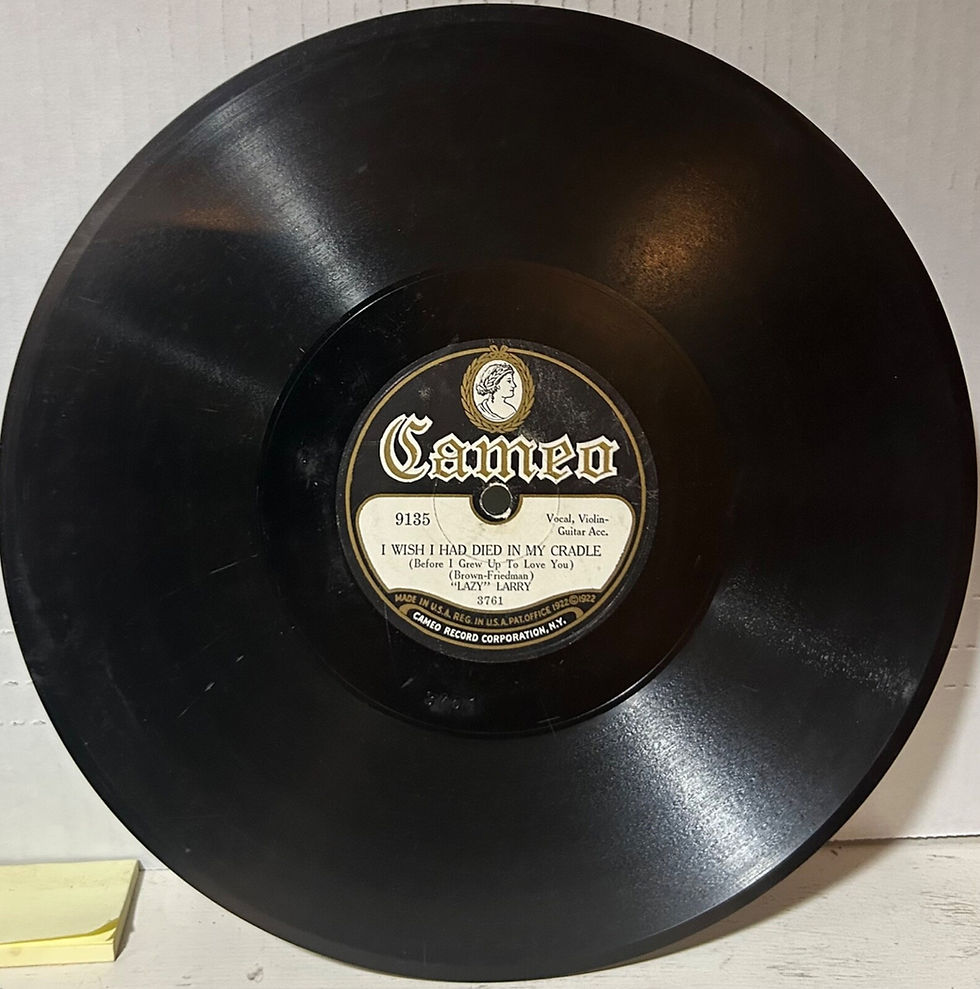 Cameo
9135
Vocal, Violin-
Guitar Acc.
I WISH I HAD DIED IN MY CRADLE
(Before I Grew Up To Love You)
(Brown-Friedman)
"LAZY" LARRY
3761
MADE IN U.S.A. REG. IN U.S.A. PAT. OFFICE 1922 ©1922
CAMEO RECORD CORPORATION, N.Y.